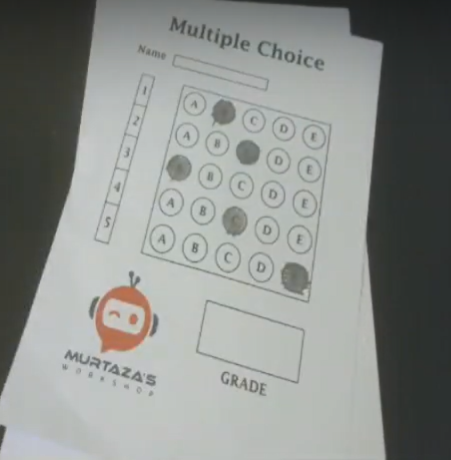 Multiple Choice
Name
1 A C D E
2 A B D E
3 B C D E
4 A B D E
5 A B C D
MURTAZA'S
WORKSHOP
GRADE